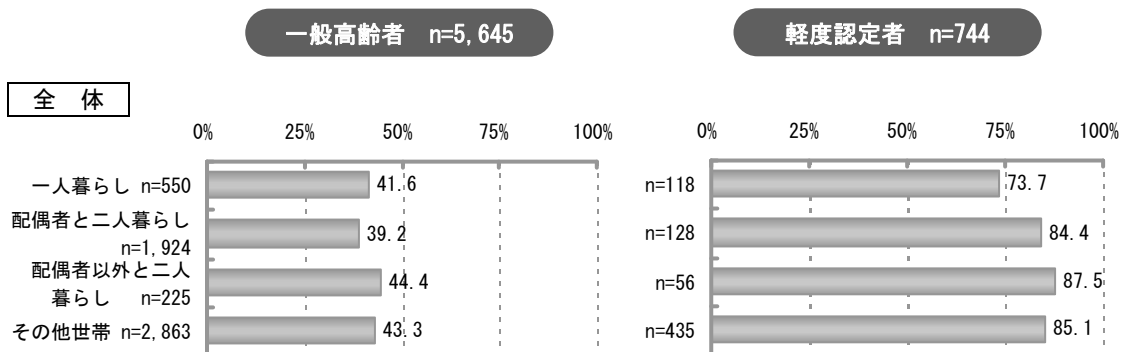 一般高齢者 n=5,645
軽度認定者 n=744
全 体
0% 25% 50% 75% 100%
0% 25% 50% 75% 100%
一人暮らし n=550 41.6
n=118 73.7
配偶者と二人暮らし
n=1,924 39.2
n=128 84.4
配偶者以外と二人
暮らし n=225 44.4
n=56 87.5
その他世帯 n=2,863 43.3
n=435 85.1